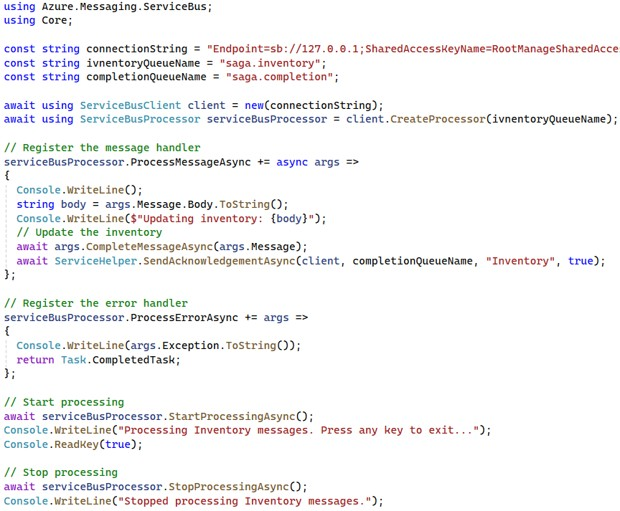 using Azure.Messaging.ServiceBus;
using Core;
const string connectionString = "Endpoint=sb://127.0.0.1;SharedAccessKeyName=RootManageSharedAcce
const string ivnentoryQueueName = "saga.inventory";
const string completionQueueName = "saga.completion";
await using ServiceBusClient client = new(connectionString);
await using ServiceBusProcessor serviceBusProcessor = client.CreateProcessor(ivnentoryQueueName);
// Register the message handler
serviceBusProcessor.ProcessMessageAsync += async args =>
{
Console.WriteLine();
string body = args.Message.Body.ToString();
Console.WriteLine($"Updating inventory: {body}");
// Update the inventory
await args.CompleteMessageAsync(args.Message);
await ServiceHelper.SendAcknowledgementAsync(client, completionQueueName, "Inventory", true);
};
// Register the error handler
serviceBusProcessor.ProcessErrorAsync += args =>
{
Console.WriteLine(args.Exception.ToString());
return Task.CompletedTask;
};
// Start processing
await serviceBusProcessor.StartProcessingAsync();
Console.WriteLine("Processing Inventory messages. Press any key to exit...");
Console.ReadKey(true);
// Stop processing
await serviceBusProcessor.StopProcessingAsync();
Console.WriteLine("Stopped processing Inventory messages.");